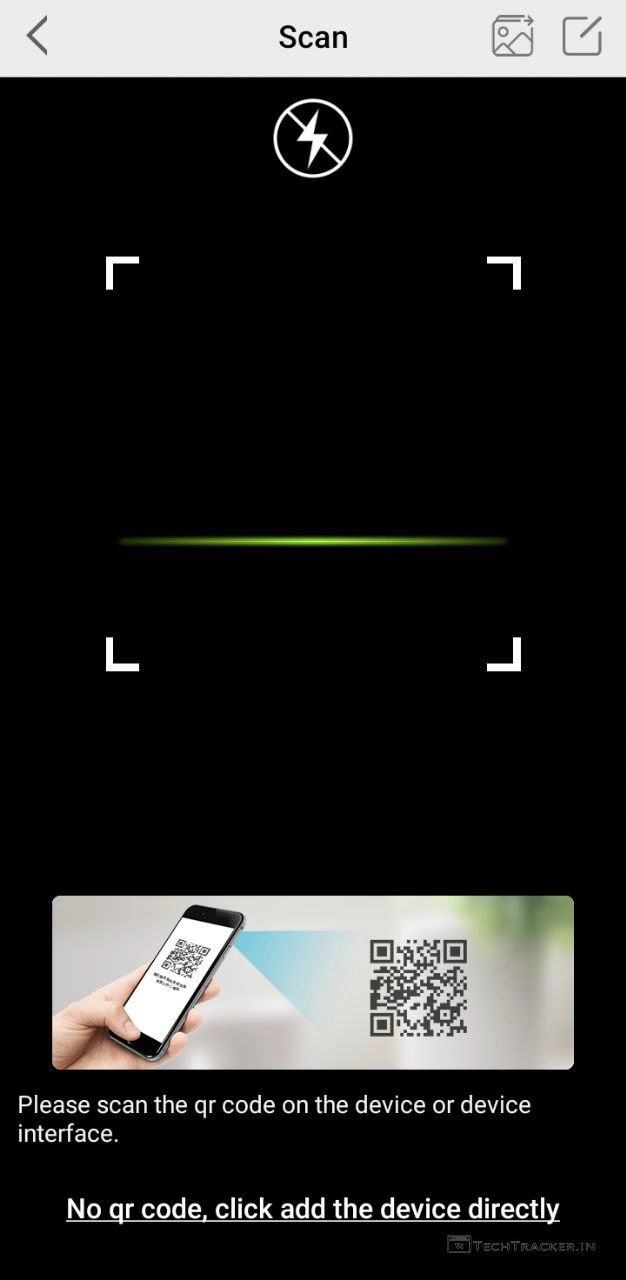 Scan
Please scan the qr code on the device or device
interface.
No qr code, click add the device directly
TECHTRACKER.IN